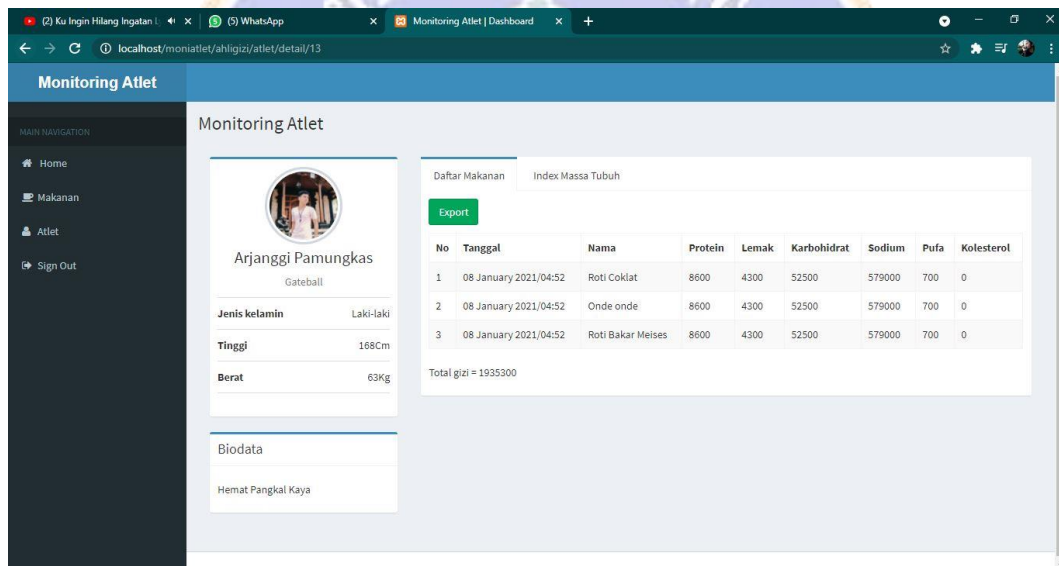 (2) Ku Ingin Hilang Ingatan
(5) WhatsApp
Monitoring Atlet | Dashboard
localhost/moniatlet/ahligizi/atlet/detail/13
Monitoring Atlet
MAIN NAVIGATION
Home
Makanan
Atlet
Sign Out
Monitoring Atlet
Arjanggi Pamungkas
Gateball
Jenis kelamin Laki-laki
Tinggi 168Cm
Berat 63Kg
Biodata
Hemat Pangkal Kaya
Daftar Makanan Index Massa Tubuh
Export
No Tanggal Nama Protein Lemak Karbohidrat Sodium Pufa Kolesterol
1 08 January 2021/04:52 Roti Coklat 8600 4300 52500 579000 700 0
2 08 January 2021/04:52 Onde onde 8600 4300 52500 579000 700 0
3 08 January 2021/04:52 Roti Bakar Meises 8600 4300 52500 579000 700 0
Total gizi = 1935300